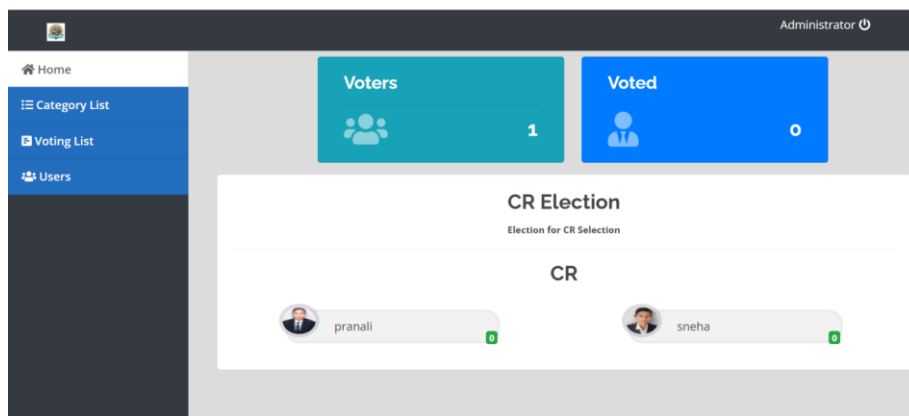 Administrator
Home
Category List
Voting List
Users
Voters
1
Voted
0
CR Election
Election for CR Selection
CR
pranali
0
sneha
0